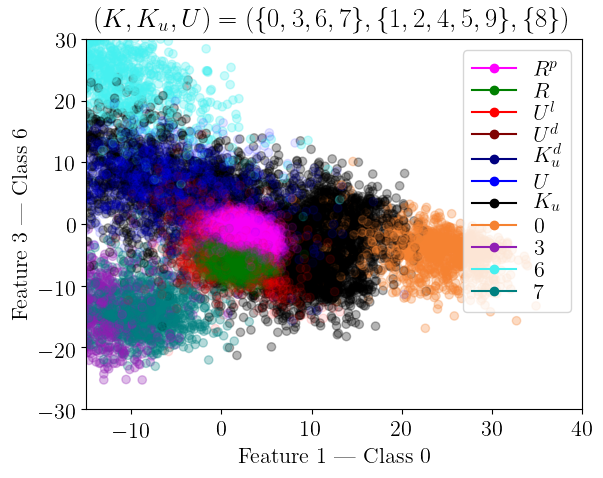 (K, K_u, U) = ({0, 3, 6, 7}, {1, 2, 4, 5, 9}, {8})
30
20
10
0
−10
−20
−30
Feature 3 — Class 6
R^p
R
U^l
U^d
K_u^d
U
K_u
0
3
6
7
−10
0
10
20
30
40
Feature 1 — Class 0